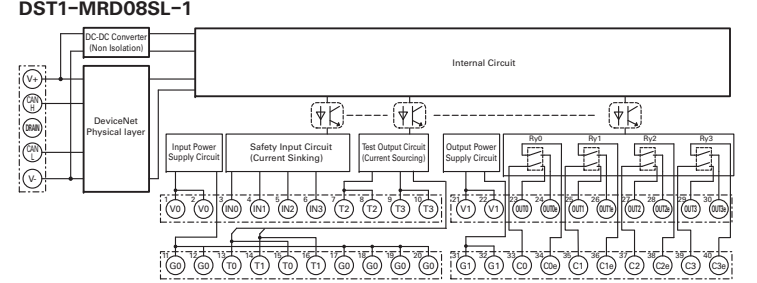 DST1-MRD08SL-1
DC-DC Converter
(Non Isolation)
Internal Circuit
V+
CAN
H
DRAIN
CAN
L
V-
DeviceNet
Physical layer
Input Power
Supply Circuit
Safety Input Circuit
(Current Sinking)
Test Output Circuit
(Current Sourcing)
Output Power
Supply Circuit
Ry0
Ry1
Ry2
Ry3
1 2 3 4 5 6 7 8 9 10
V0 V0 IN0 IN1 IN2 IN3 T2 T2 T3 T3
21 22 23 24 25 26 27 28 29 30
V1 V1 OUT0 OUT0e OUT1 OUT1e OUT2 OUT2e OUT3 OUT3e
11 12 13 14 15 16 17 18 19 20
G0 G0 T0 T1 T0 T1 G0 G0 G0 G0
31 32 33 34 35 36 37 38 39 40
G1 G1 C0 C0e C1 C1e C2 C2e C3 C3e